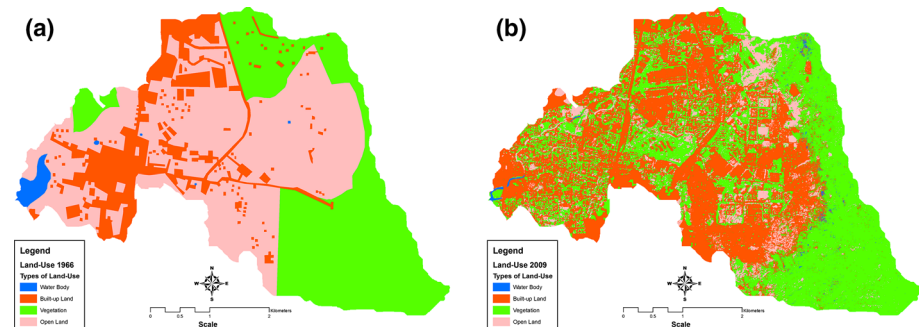 (a)
Legend
Land-Use 1966
Types of Land-Use
Water Body
Built-up Land
Vegetation
Open Land
N
W E
S
0 0.5 1 2
Kilometers
Scale
(b)
Legend
Land-Use 2009
Types of Land-Use
Water Body
Built-up Land
Vegetation
Open Land
N
W E
S
0 0.5 1 2
Kilometers
Scale